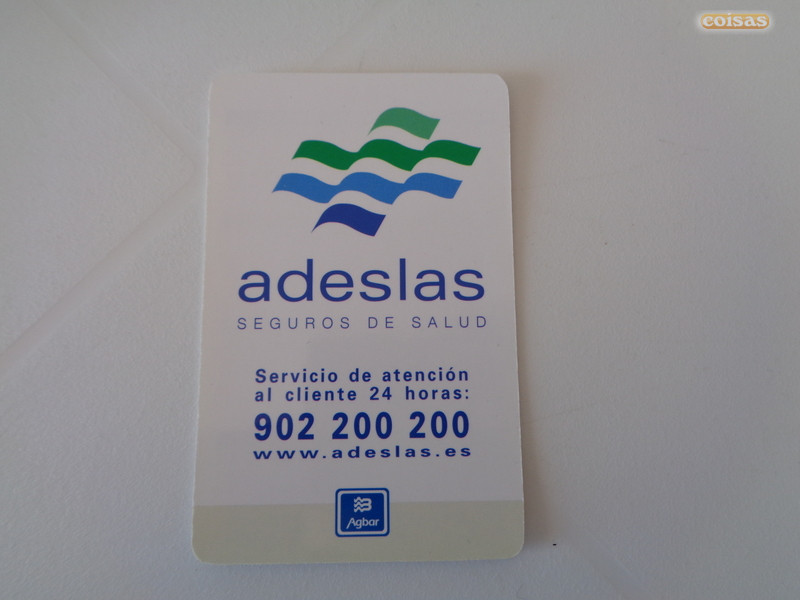 coisas
adeslas
SEGUROS DE SALUD
Servicio de atención
al cliente 24 horas:
902 200 200
www.adeslas.es
Agbar